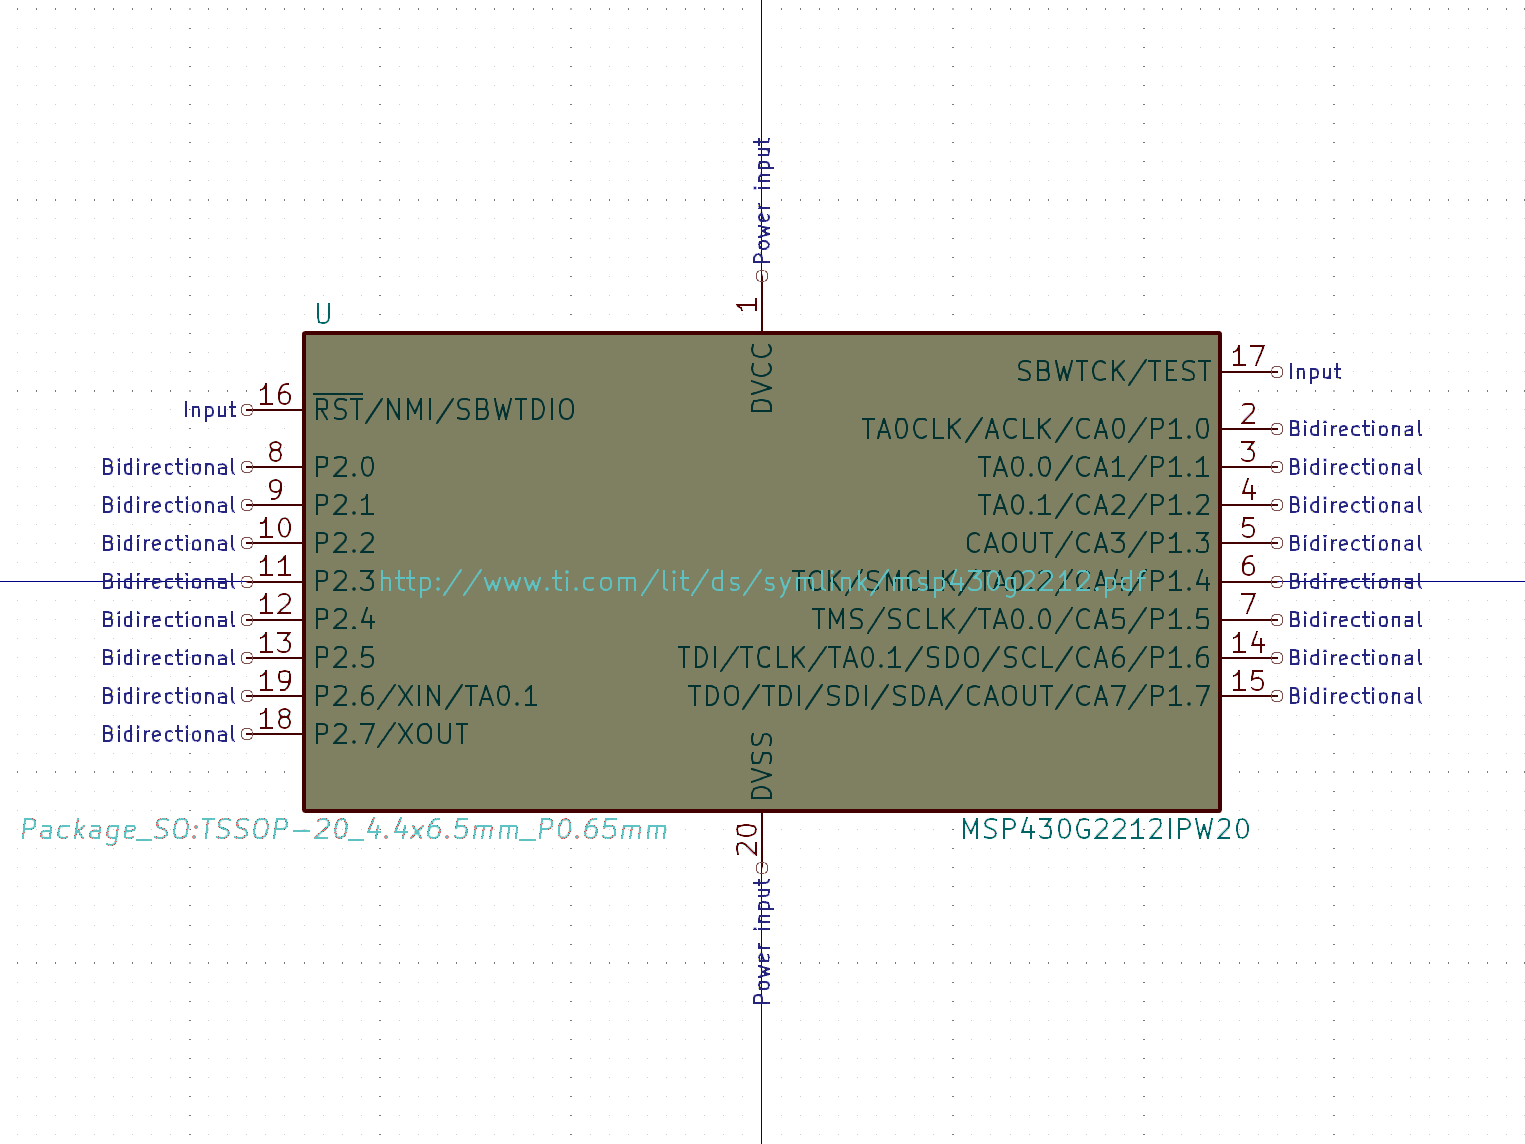 Power input
1
U
DVCC
17
SBWTCK/TEST
Input
16
Input
RST/NMI/SBWTDIO
2
TA0CLK/ACLK/CA0/P1.0
Bidirectional
8
Bidirectional
P2.0
3
TA0.0/CA1/P1.1
Bidirectional
9
Bidirectional
P2.1
4
TA0.1/CA2/P1.2
Bidirectional
10
Bidirectional
P2.2
5
CAOUT/CA3/P1.3
Bidirectional
11
Bidirectional
P2.3
http://www.ti.com/lit/ds/symlink/msp430g2212.pdf
6
TCK/SMCLK/TA0.2/CA4/P1.4
Bidirectional
12
Bidirectional
P2.4
7
TMS/SCLK/TA0.0/CA5/P1.5
Bidirectional
13
Bidirectional
P2.5
14
TDI/TCLK/TA0.1/SDO/SCL/CA6/P1.6
Bidirectional
19
Bidirectional
P2.6/XIN/TA0.1
15
TDO/TDI/SDI/SDA/CAOUT/CA7/P1.7
Bidirectional
18
Bidirectional
P2.7/XOUT
DVSS
Package_SO:TSSOP-20_4.4x6.5mm_P0.65mm
20
MSP430G2212IPW20
Power input